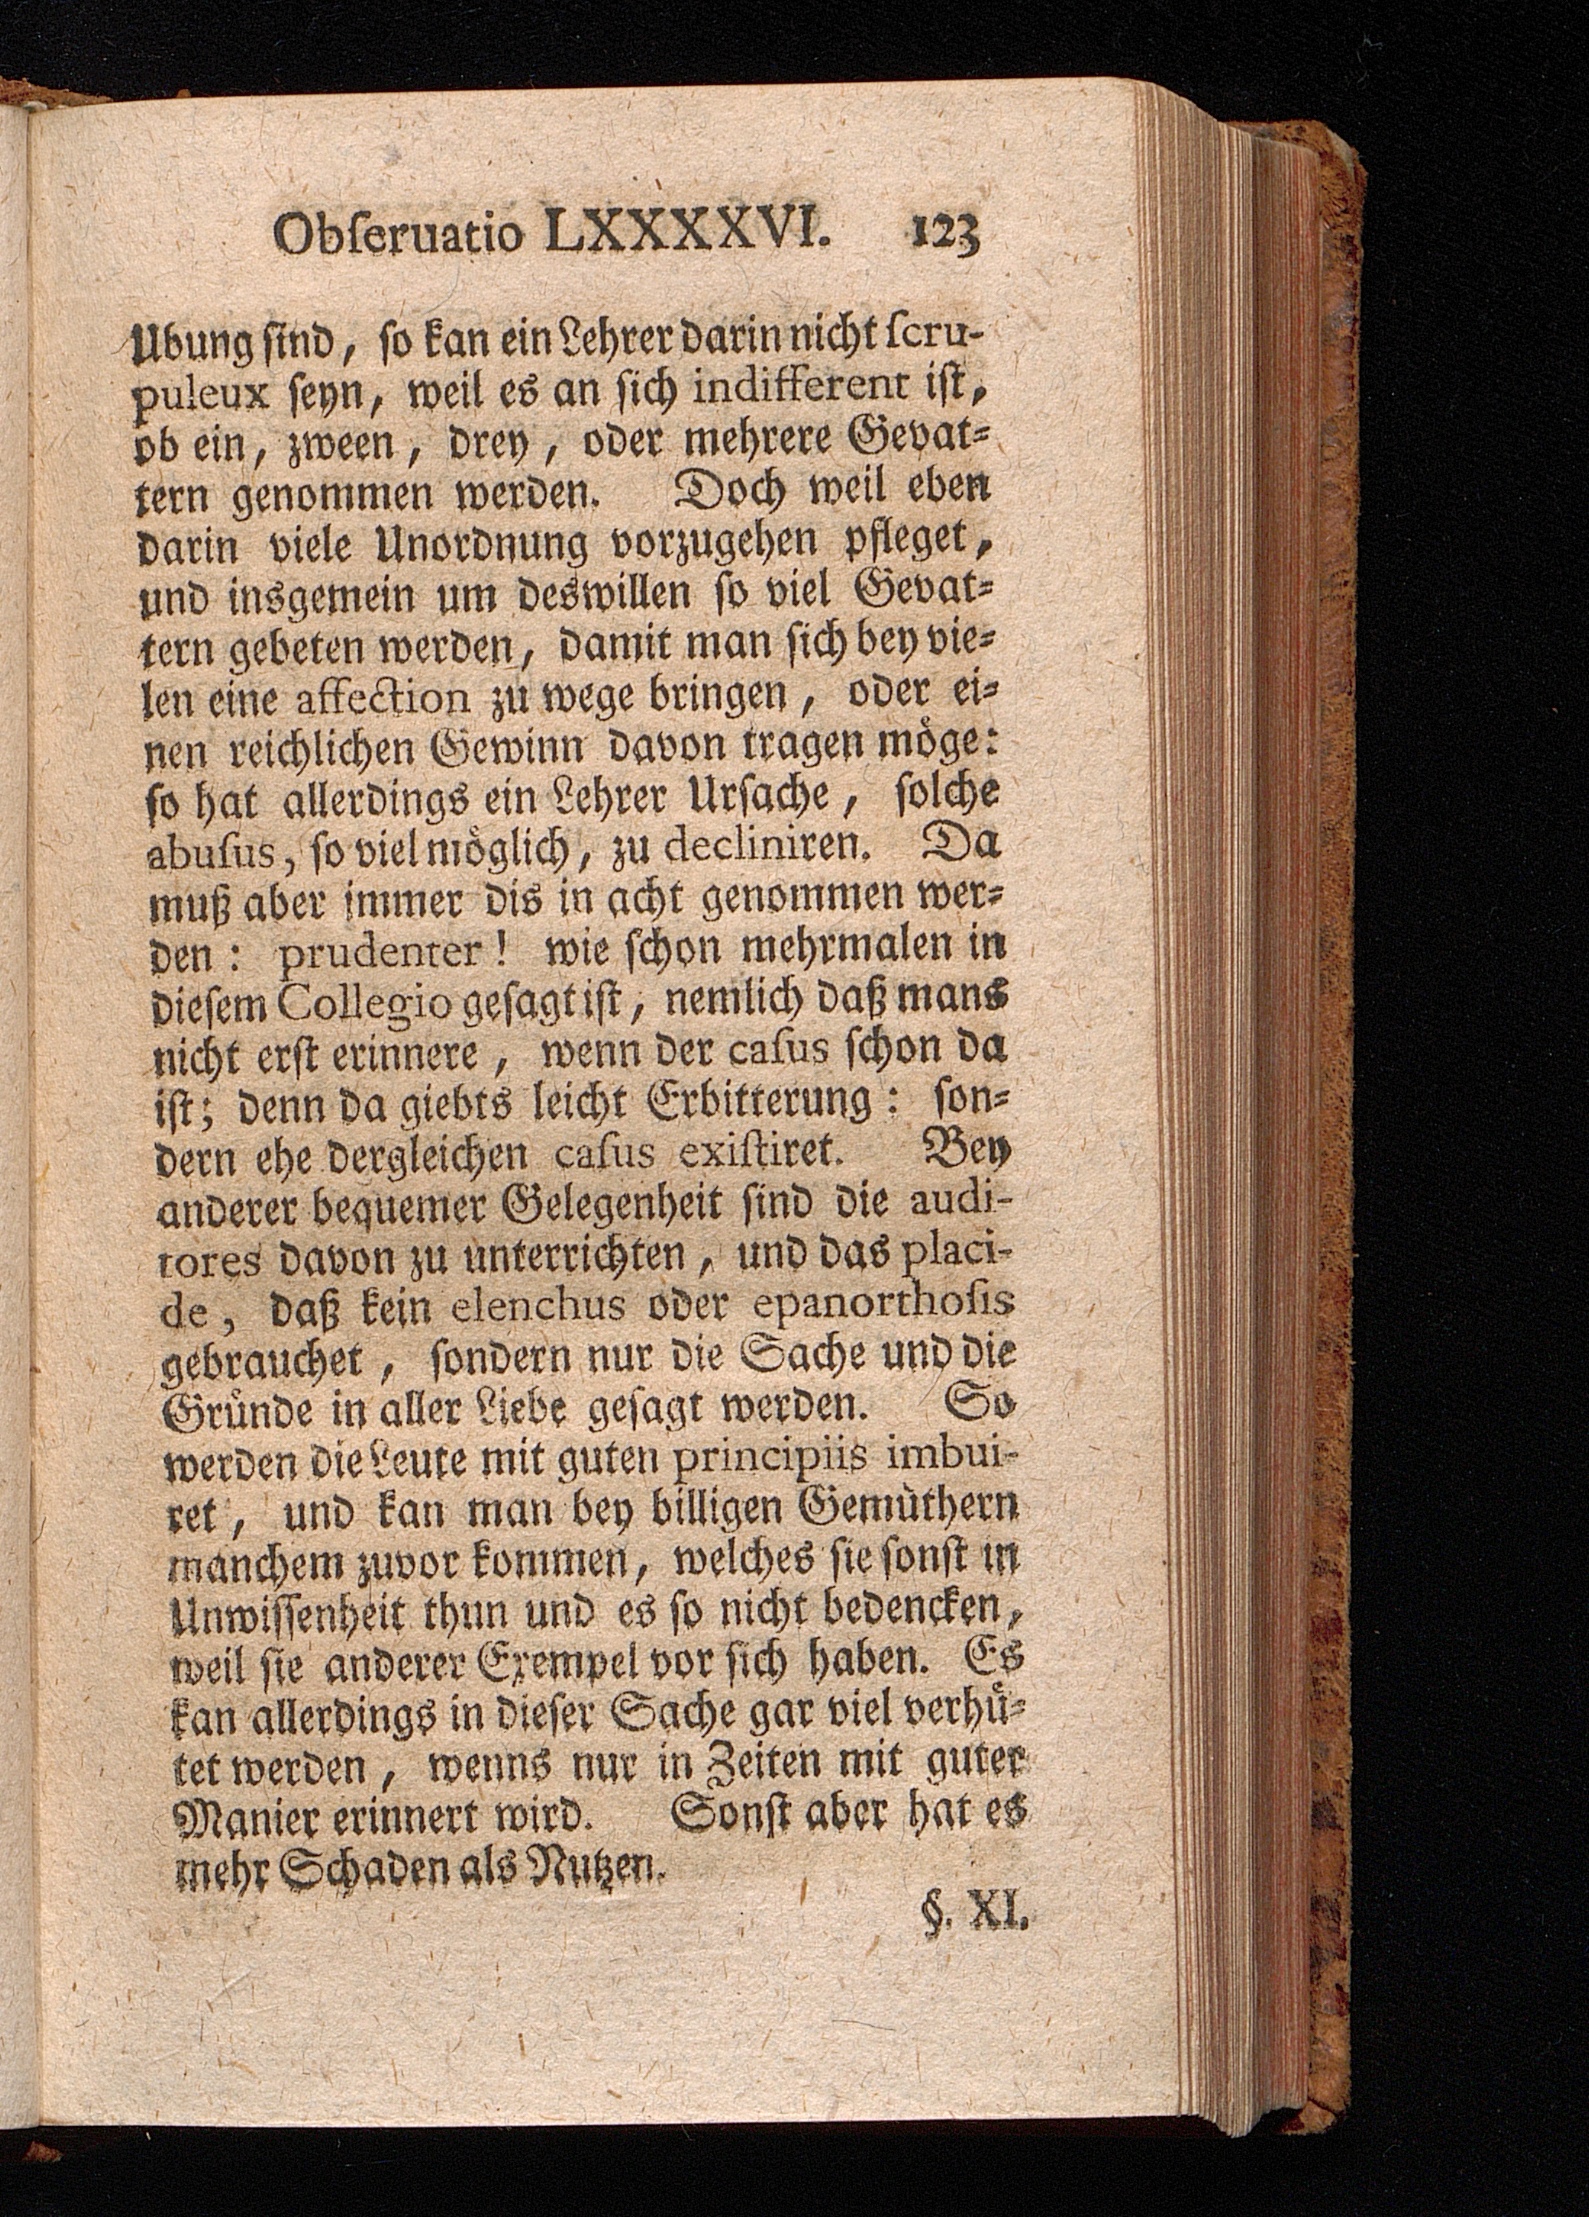 Obſeruatio LXXXXXVI. 123
Ubung ſind, ſo kan ein Lehrer darin nicht ſcru-
puleux ſeyn, weil es an ſich indifferent iſt,
ob ein, zween, drey, oder mehrere Gevat-
tern genommen werden. Doch weil eben
darin viele Unordnung vorzugehen pfleget,
und insgemein um deswillen ſo viel Gevat-
tern gebeten werden, damit man ſich bey vie-
len eine affection zu wege bringen, oder ei-
nen reichlichen Gewinn davon tragen möge:
ſo hat allerdings ein Lehrer Urſache, ſolche
abuſus, ſo viel möglich, zu decliniren. Da
muß aber immer dis in acht genommen wer-
den: prudenter! wie ſchon mehrmalen in
dieſem Collegio geſagt iſt, nemlich daß mans
nicht erſt erinnere, wenn der caſus ſchon da
iſt; denn da giebts leicht Erbitterung: ſon-
dern ehe dergleichen caſus exiſtiret. Bey
anderer bequemer Gelegenheit ſind die audi-
tores davon zu unterrichten, und das placi-
de, daß kein elenchus oder epanorthoſis
gebrauchet, ſondern nur die Sache und die
Gründe in aller Liebe geſagt werden. So
werden die Leute mit guten principiis imbui-
ret, und kan man bey billigen Gemüthern
manchem zuvor kommen, welches ſie ſonſt in
Unwiſſenheit thun und es ſo nicht bedencken,
weil ſie anderer Exempel vor ſich haben. Es
kan allerdings in dieſer Sache gar viel verhü-
tet werden, wenns nur in Zeiten mit guter
Manier erinnert wird. Sonſt aber hat es
mehr Schaden als Nutzen.
§. XI.